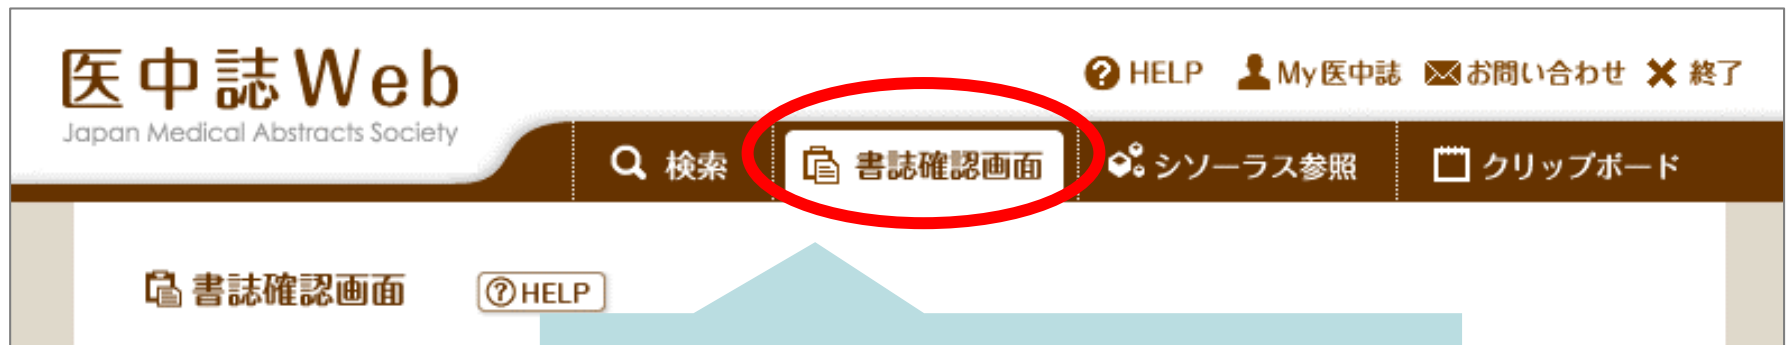 医中誌Web
Japan Medical Abstracts Society
HELP My医中誌 お問い合わせ 終了
検索 書誌確認画面 シソーラス参照 クリップボード
書誌確認画面 HELP